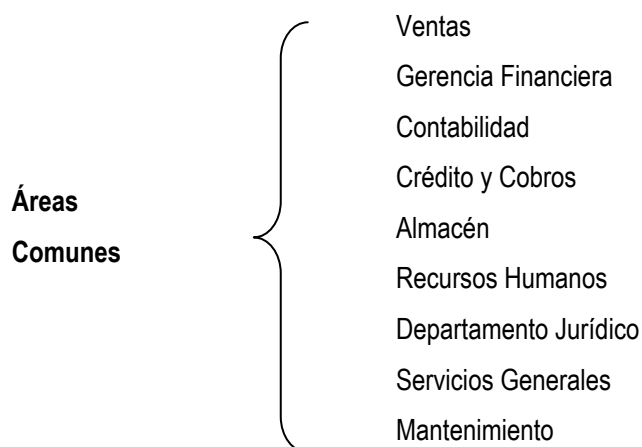 Áreas
Comunes
Ventas
Gerencia Financiera
Contabilidad
Crédito y Cobros
Almacén
Recursos Humanos
Departamento Jurídico
Servicios Generales
Mantenimiento